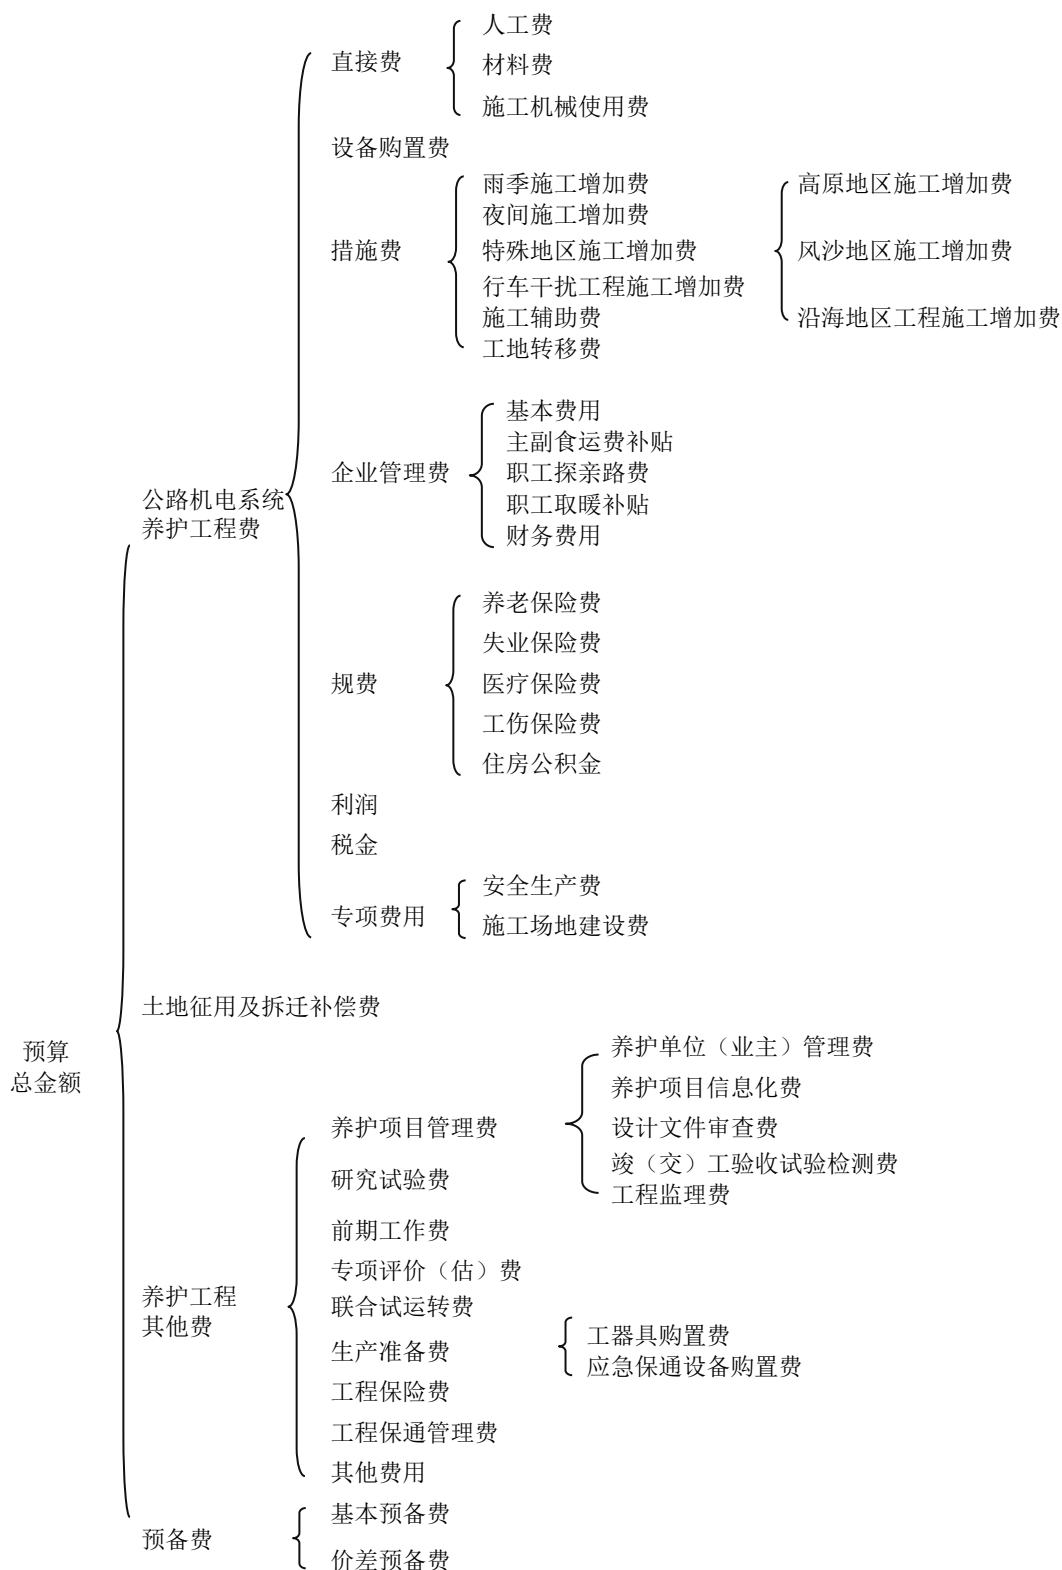 人工费
直接费
材料费
施工机械使用费
设备购置费
雨季施工增加费
高原地区施工增加费
夜间施工增加费
措施费
特殊地区施工增加费
风沙地区施工增加费
行车干扰工程施工增加费
施工辅助费
沿海地区工程施工增加费
工地转移费
基本费用
主副食运费补贴
企业管理费
职工探亲路费
职工取暖补贴
财务费用
公路机电系统
养护工程费
养老保险费
失业保险费
规费
医疗保险费
工伤保险费
住房公积金
利润
税金
安全生产费
专项费用
施工场地建设费
土地征用及拆迁补偿费
预算
总金额
养护单位（业主）管理费
养护项目信息化费
养护项目管理费
设计文件审查费
竣（交）工验收试验检测费
研究试验费
工程监理费
前期工作费
专项评价（估）费
养护工程
其他费
联合试运转费
工器具购置费
生产准备费
应急保通设备购置费
工程保险费
工程保通管理费
其他费用
基本预备费
预备费
价差预备费